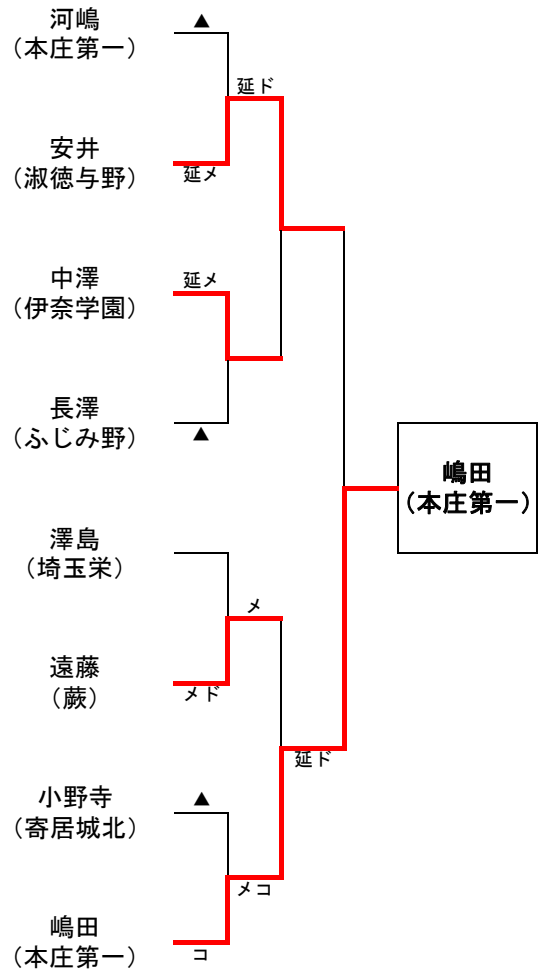 河嶋
（本庄第一）
▲
延ド
安井
（淑徳与野）
延メ
中澤
（伊奈学園）
延メ
長澤
（ふじみ野）
▲
嶋田
（本庄第一）
澤島
（埼玉栄）
メ
遠藤
（蕨）
メド
延ド
小野寺
（寄居城北）
▲
メコ
嶋田
（本庄第一）
コ